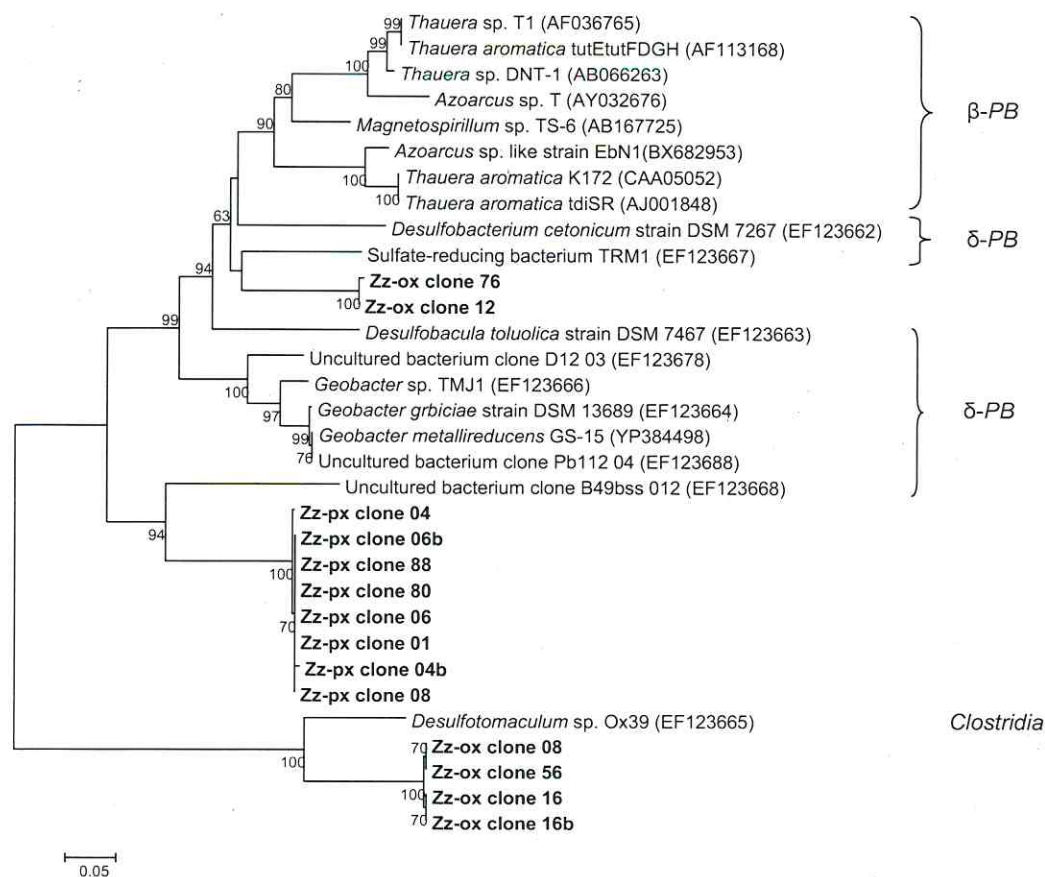 99
Thauera sp. T1 (AF036765)
99
Thauera aromatica tutEtutFDGH (AF113168)
100
Thauera sp. DNT-1 (AB066263)
80
Azoarcus sp. T (AY032676)
β-PB
90
Magnetospirillum sp. TS-6 (AB167725)
Azoarcus sp. like strain EbN1(BX682953)
100
Thauera aromatica K172 (CAA05052)
100
Thauera aromatica tdiSR (AJ001848)
63
Desulfobacterium cetonicum strain DSM 7267 (EF123662)
δ-PB
94
Sulfate-reducing bacterium TRM1 (EF123667)
Zz-ox clone 76
100
Zz-ox clone 12
99
Desulfobacula toluolica strain DSM 7467 (EF123663)
Uncultured bacterium clone D12 03 (EF123678)
100
Geobacter sp. TMJ1 (EF123666)
97
Geobacter grbiciae strain DSM 13689 (EF123664)
δ-PB
99
Geobacter metallireducens GS-15 (YP384498)
76
Uncultured bacterium clone Pb112 04 (EF123688)
Uncultured bacterium clone B49bss 012 (EF123668)
94
Zz-px clone 04
Zz-px clone 06b
100
Zz-px clone 88
Zz-px clone 80
70
Zz-px clone 06
Zz-px clone 01
Zz-px clone 04b
Zz-px clone 08
Desulfotomaculum sp. Ox39 (EF123665)
Clostridia
100
70
Zz-ox clone 08
Zz-ox clone 56
100
Zz-ox clone 16
70
Zz-ox clone 16b
0.05